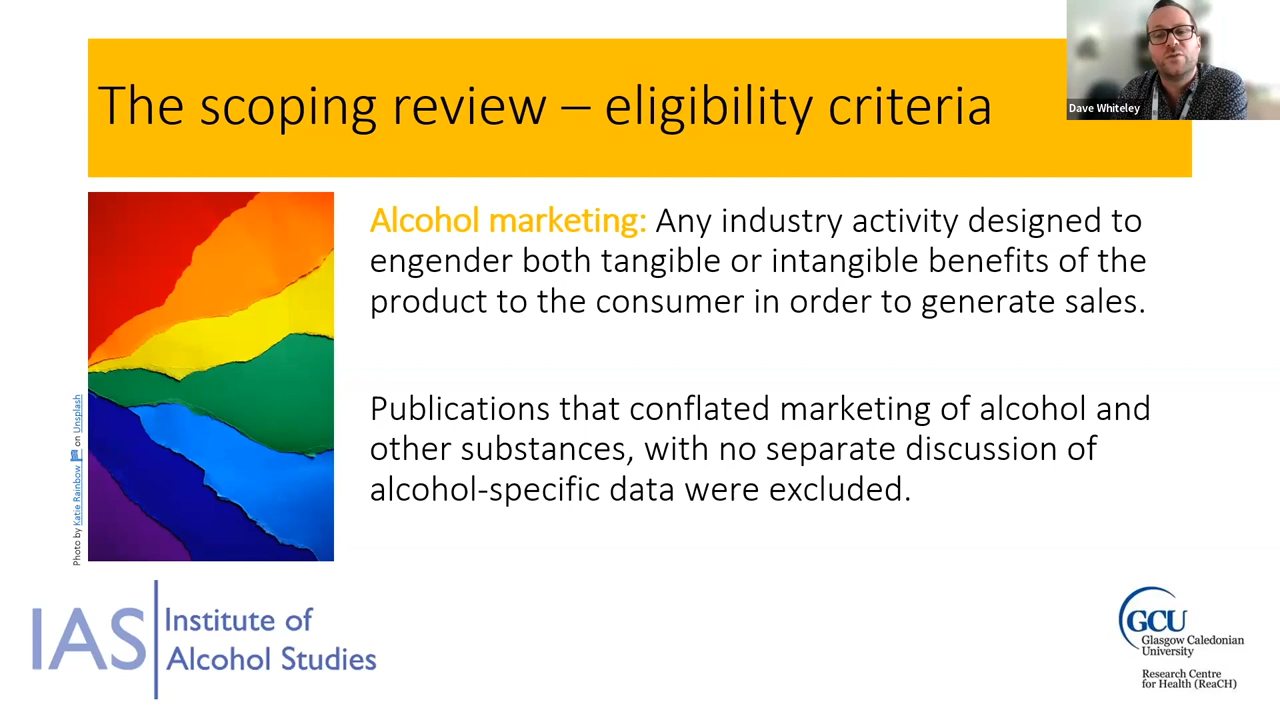 The scoping review – eligibility criteria
Dave Whiteley
Alcohol marketing: Any industry activity designed to
engender both tangible or intangible benefits of the
product to the consumer in order to generate sales.
Publications that conflated marketing of alcohol and
other substances, with no separate discussion of
alcohol-specific data were excluded.
Photo by Katie Rainbow 🏳️‍🌈 on Unsplash
IAS
Institute of
Alcohol Studies
GCU
Glasgow Caledonian
University
Research Centre
for Health (ReaCH)